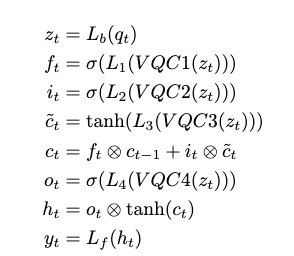 z_t = L_b(q_t)
f_t = σ(L_1(VQC1(z_t)))
i_t = σ(L_2(VQC2(z_t)))
c̃_t = tanh(L_3(VQC3(z_t)))
c_t = f_t ⊗ c_{t−1} + i_t ⊗ c̃_t
o_t = σ(L_4(VQC4(z_t)))
h_t = o_t ⊗ tanh(c_t)
y_t = L_f(h_t)